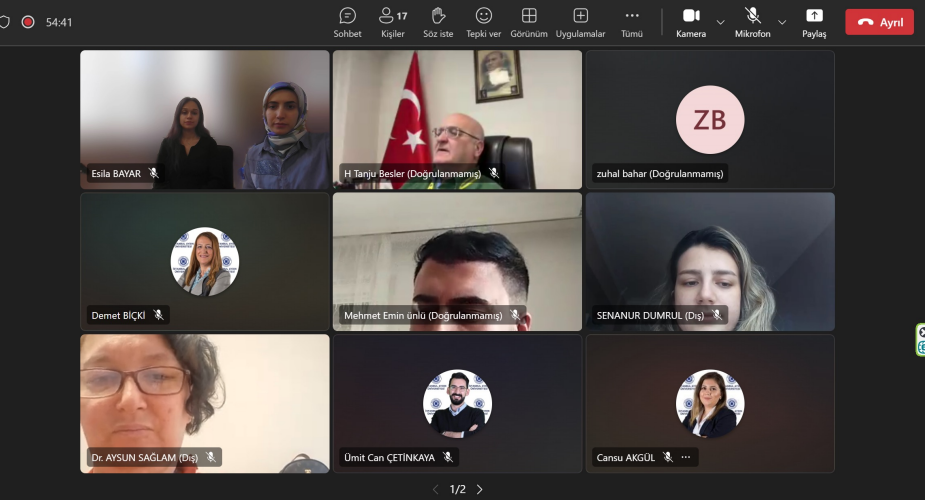 54:41
17
Sohbet
Kişiler
Söz iste
Tepki ver
Görünüm
Uygulamalar
Tümü
Kamera
Mikrofon
Paylaş
Ayrıl
Esila BAYAR
H Tanju Besler (Doğrulanmamış)
ZB
zuhal bahar (Doğrulanmamış)
Demet BİÇKİ
Mehmet Emin ünlü (Doğrulanmamış)
SENANUR DUMRUL (Dış)
Dr. AYSUN SAĞLAM (Dış)
Ümit Can ÇETİNKAYA
Cansu AKGÜL
1/2